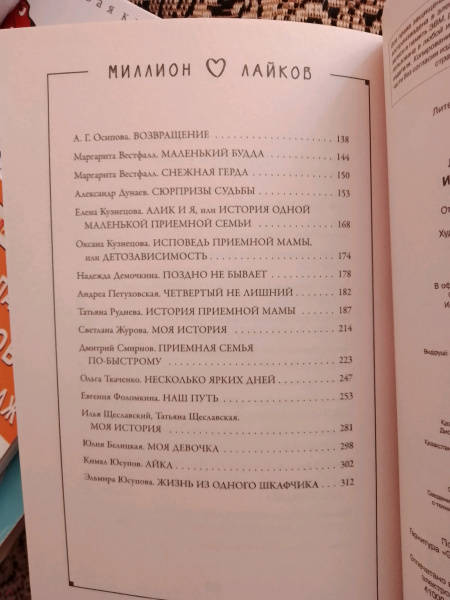 МИЛЛИОН ♡ ЛАЙКОВ
А. Г. Осипова. ВОЗВРАЩЕНИЕ 138
Маргарита Вестфалл. МАЛЕНЬКИЙ БУДДА 144
Маргарита Вестфалл. СНЕЖНАЯ ГЕРДА 150
Александр Дунаев. СЮРПРИЗЫ СУДЬБЫ 153
Елена Кузнецова. АЛИК И Я, или ИСТОРИЯ ОДНОЙ
МАЛЕНЬКОЙ ПРИЕМНОЙ СЕМЬИ 168
Оксана Кузнецова. ИСПОВЕДЬ ПРИЕМНОЙ МАМЫ,
или ДЕТОЗАВИСИМОСТЬ 174
Надежда Демочкина. ПОЗДНО НЕ БЫВАЕТ 178
Андреа Петуховская. ЧЕТВЕРТЫЙ НЕ ЛИШНИЙ 182
Татьяна Руднева. ИСТОРИЯ ПРИЕМНОЙ МАМЫ 187
Светлана Журова. МОЯ ИСТОРИЯ 214
Дмитрий Смирнов. ПРИЕМНАЯ СЕМЬЯ
ПО-БЫСТРОМУ 223
Ольга Ткаченко. НЕСКОЛЬКО ЯРКИХ ДНЕЙ 247
Евгения Фоломкина. НАШ ПУТЬ 253
Илья Щеславский, Татьяна Щеславская.
МОЯ ИСТОРИЯ 281
Юлия Белицкая. МОЯ ДЕВОЧКА 298
Кимал Юсупов. АЙКА 302
Эльмира Юсупова. ЖИЗНЬ ИЗ ОДНОГО ШКАФЧИКА 312